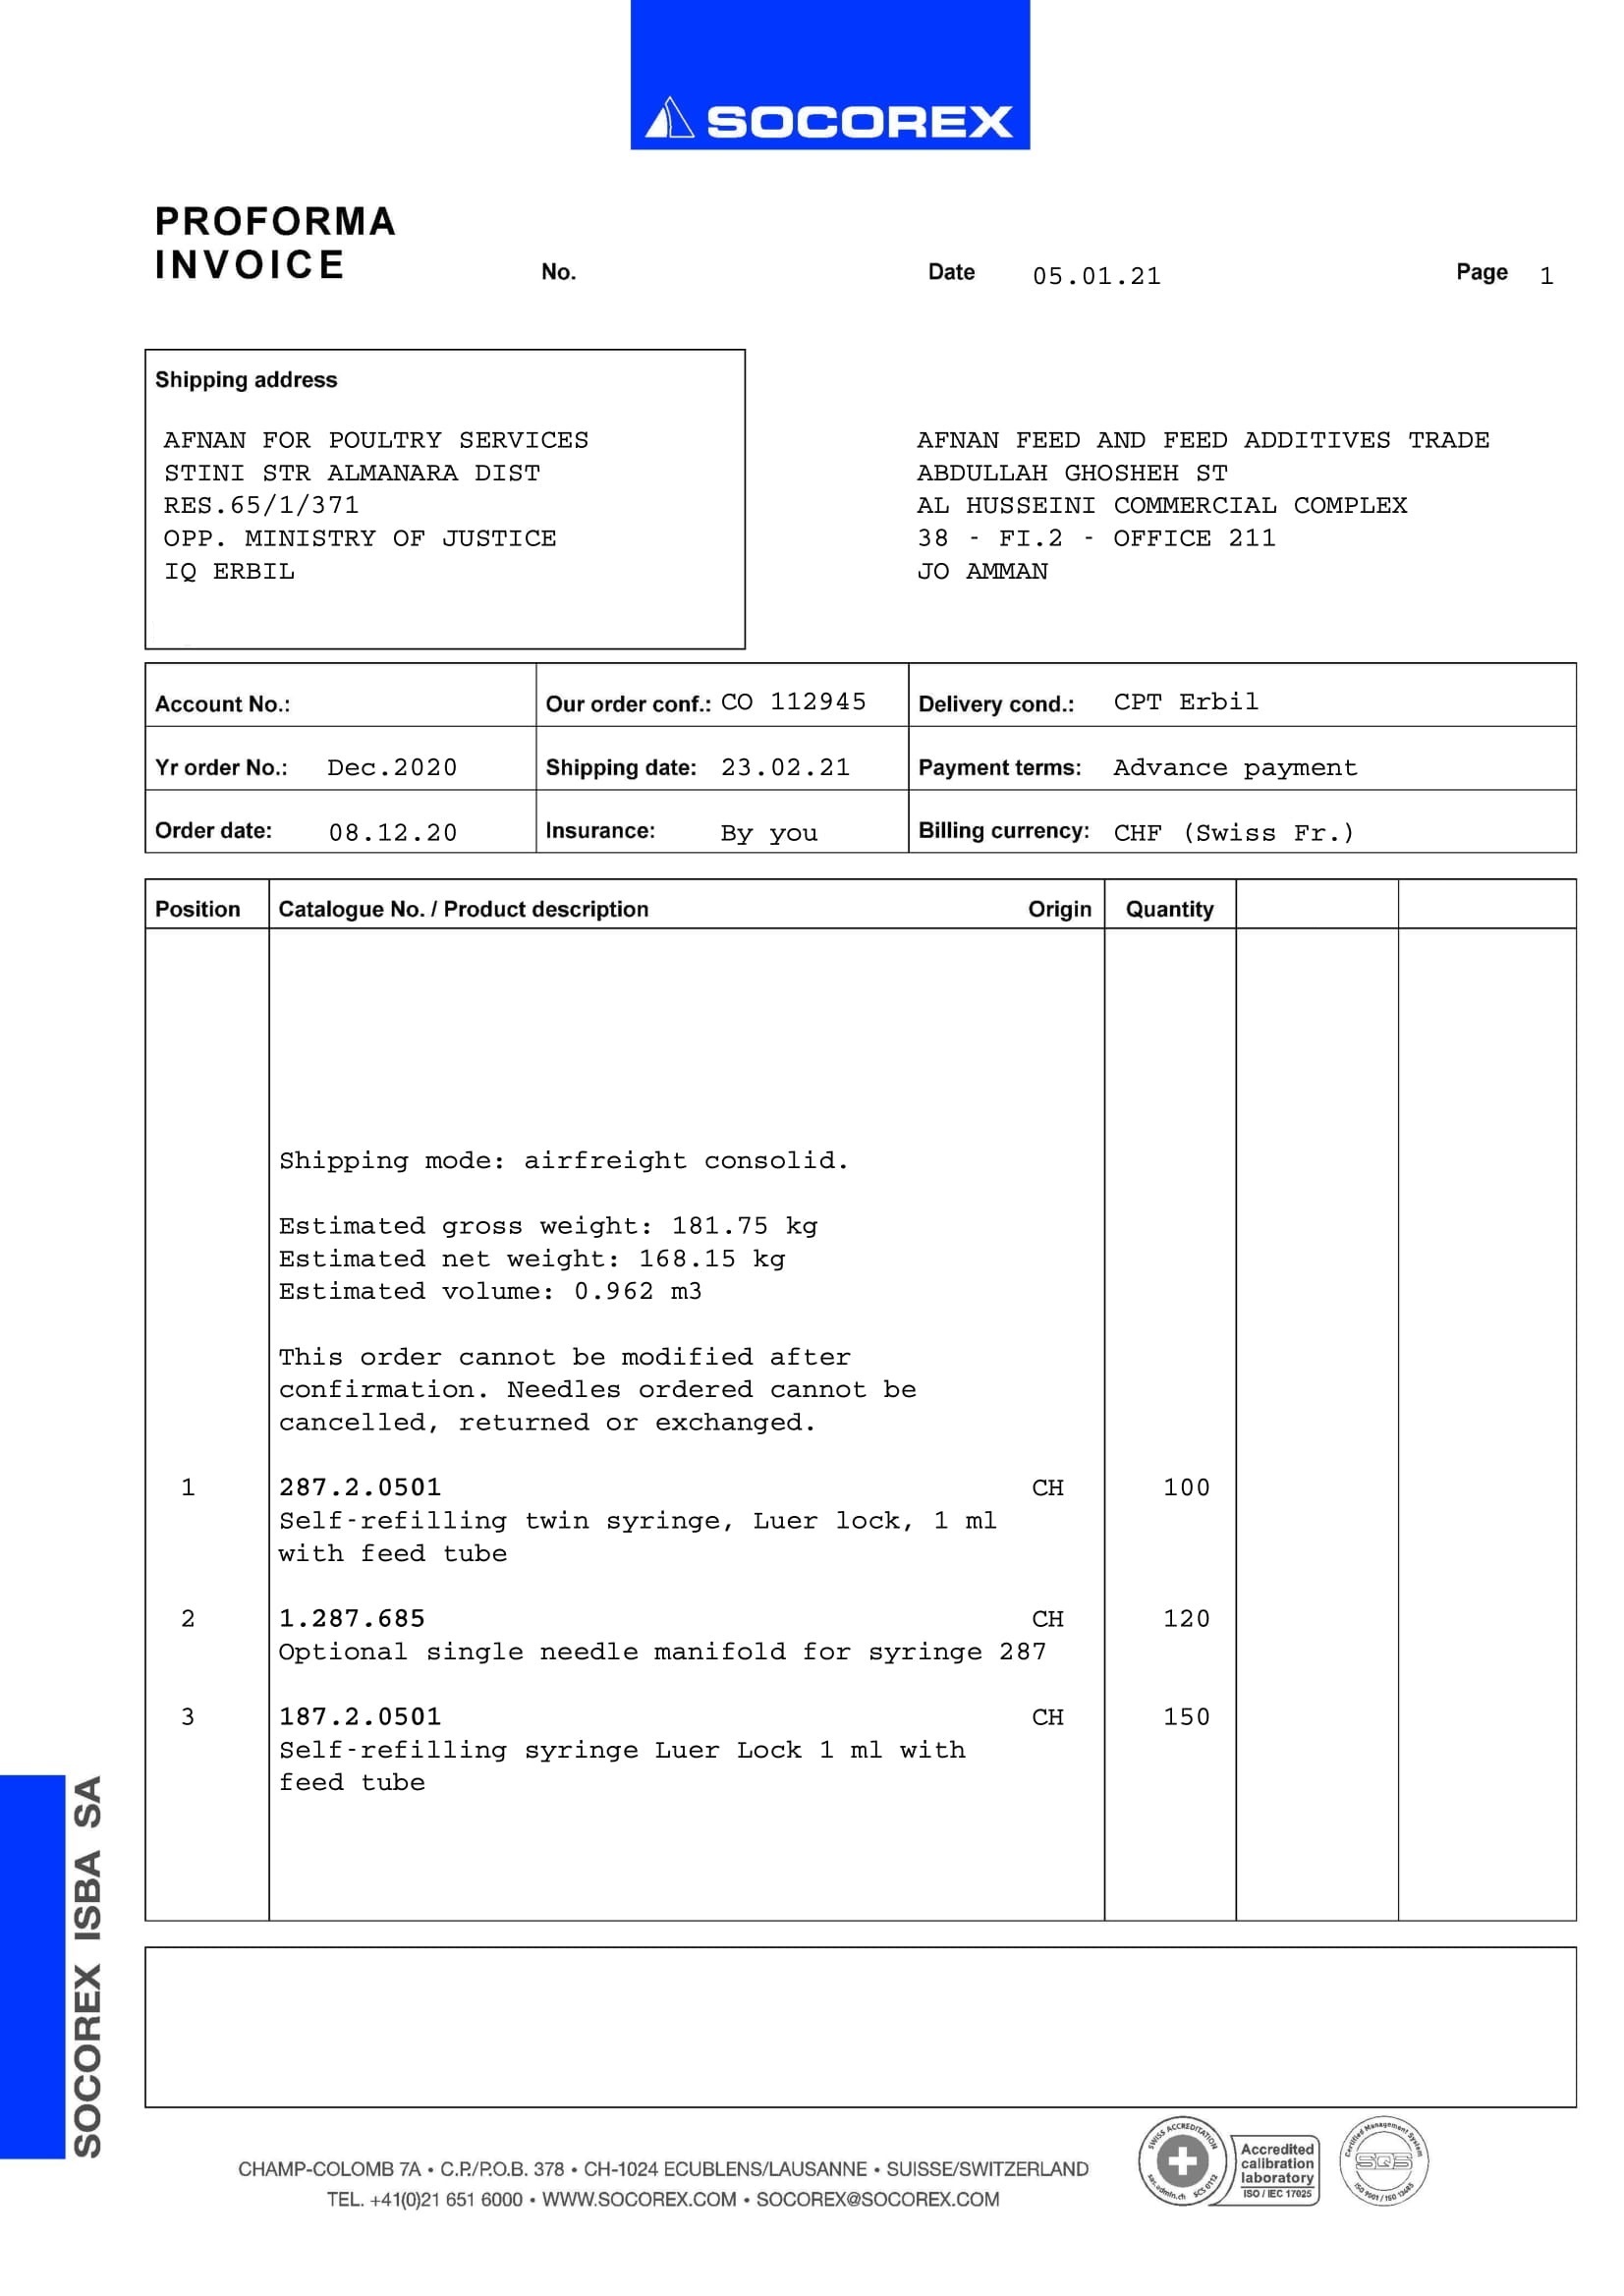 SOCOREX
PROFORMA
INVOICE No. Date 05.01.21 Page 1
Shipping address
AFNAN FOR POULTRY SERVICES
STINI STR ALMANARA DIST
RES.65/1/371
OPP. MINISTRY OF JUSTICE
IQ ERBIL
AFNAN FEED AND FEED ADDITIVES TRADE
ABDULLAH GHOSHEH ST
AL HUSSEINI COMMERCIAL COMPLEX
38 - FI.2 - OFFICE 211
JO AMMAN
Account No.: Our order conf.: CO 112945 Delivery cond.: CPT Erbil
Yr order No.: Dec.2020 Shipping date: 23.02.21 Payment terms: Advance payment
Order date: 08.12.20 Insurance: By you Billing currency: CHF (Swiss Fr.)
Position Catalogue No. / Product description Origin Quantity
Shipping mode: airfreight consolid.
Estimated gross weight: 181.75 kg
Estimated net weight: 168.15 kg
Estimated volume: 0.962 m3
This order cannot be modified after
confirmation. Needles ordered cannot be
cancelled, returned or exchanged.
1 287.2.0501 CH 100
Self-refilling twin syringe, Luer lock, 1 ml
with feed tube
2 1.287.685 CH 120
Optional single needle manifold for syringe 287
3 187.2.0501 CH 150
Self-refilling syringe Luer Lock 1 ml with
feed tube
SOCOREX ISBA SA
CHAMP-COLOMB 7A • C.P./P.O.B. 378 • CH-1024 ECUBLENS/LAUSANNE • SUISSE/SWITZERLAND
TEL. +41(0)21 651 6000 • WWW.SOCOREX.COM • SOCOREX@SOCOREX.COM
SWISS ACCREDITATION
sas.admin.ch SCS 0112
Accredited
calibration
laboratory
ISO / IEC 17025
Certified Management System
SQS
ISO 9001 / ISO 13485